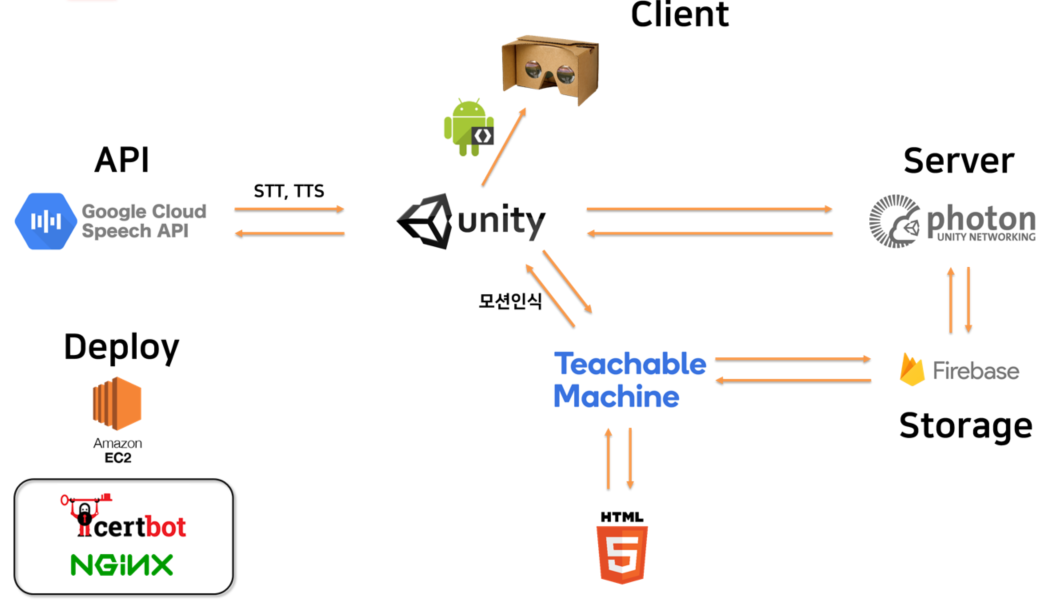 Client
API
Server
STT, TTS
Google Cloud
Speech API
unity
photon
UNITY NETWORKING
모션인식
Deploy
Teachable
Machine
Firebase
Storage
Amazon
EC2
HTML
5
certbot
NGINX